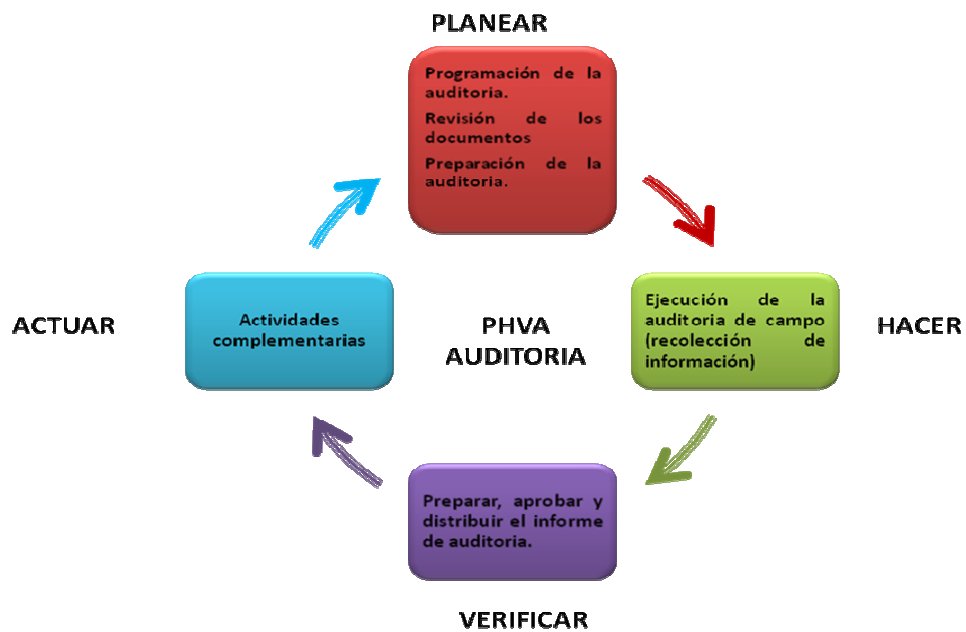 PLANEAR
Programación de la
auditoria.
Revisión de los
documentos
Preparación de la
auditoria.
ACTUAR
Actividades
complementarias
PHVA
AUDITORIA
Ejecución de la
auditoria de campo
(recolección de
información)
HACER
Preparar, aprobar y
distribuir el informe
de auditoria.
VERIFICAR